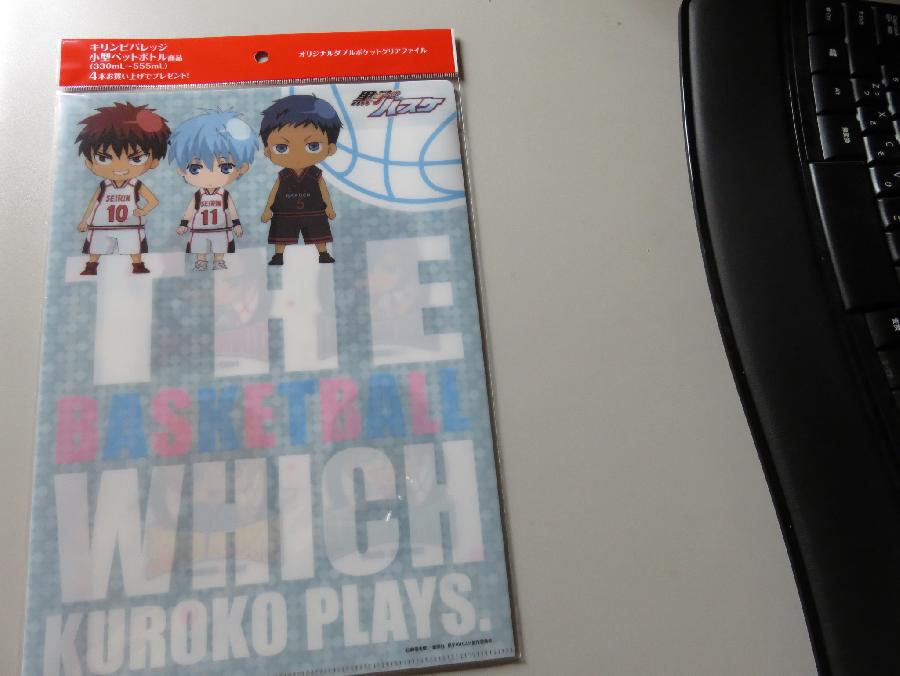 キリンビバレッジ
小型ペットボトル商品
(330mL～555mL)
4本お買い上げでプレゼント!
オリジナルダブルポケットクリアファイル
黒子の
バスケ
SEIRIN
10
SEIRIN
11
5
THE
BASKETBALL
WHICH
KUROKO PLAYS.